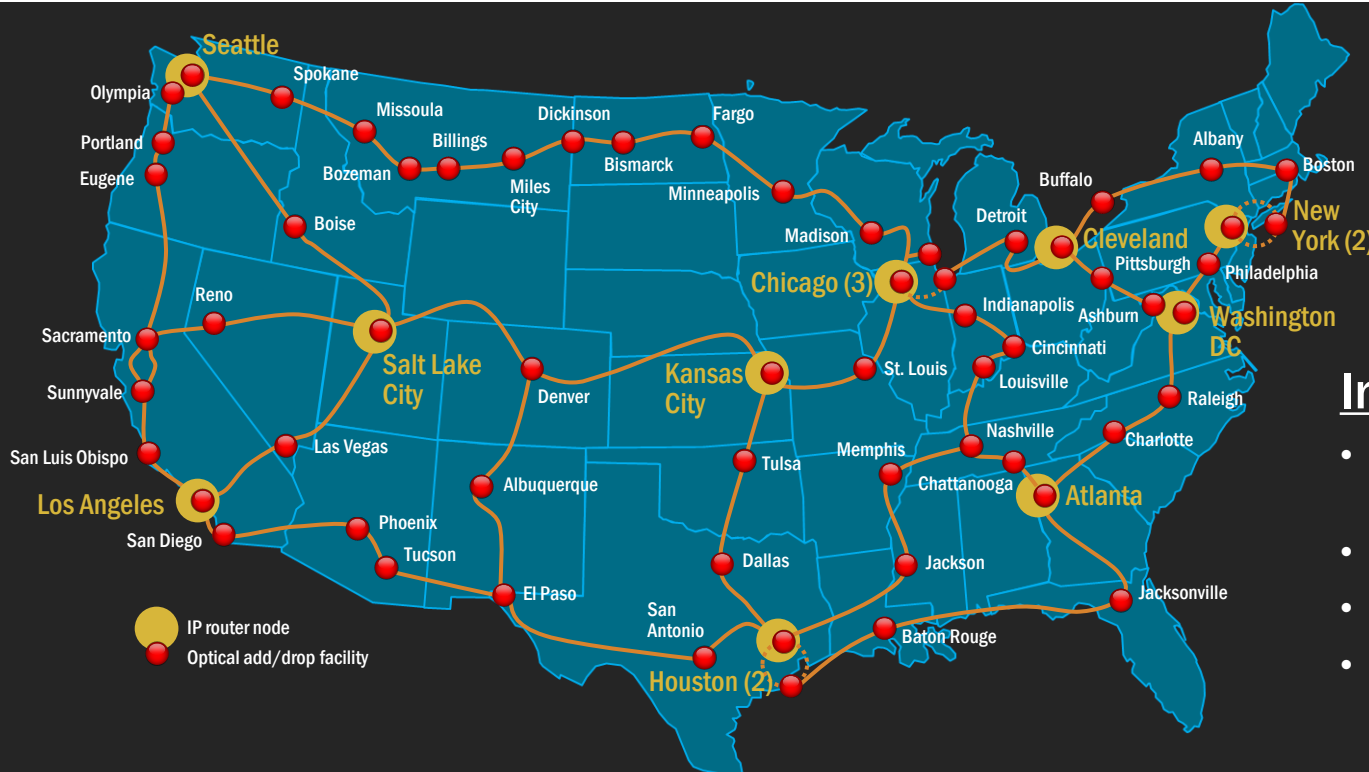 Seattle
Spokane
Olympia
Missoula
Dickinson
Fargo
Billings
Portland
Albany
Bismarck
Boston
Bozeman
Eugene
Buffalo
Miles
City
Minneapolis
New
York (2)
Detroit
Boise
Madison
Cleveland
Pittsburgh
Philadelphia
Chicago (3)
Reno
Indianapolis
Ashburn
Washington
DC
Sacramento
Cincinnati
Salt Lake
City
Kansas
City
St. Louis
Louisville
Sunnyvale
Denver
Raleigh
In
Nashville
Charlotte
Las Vegas
Memphis
San Luis Obispo
Tulsa
Chattanooga
Albuquerque
Atlanta
Los Angeles
Phoenix
San Diego
Tucson
Dallas
Jackson
El Paso
Jacksonville
San
Antonio
IP router node
Baton Rouge
Optical add/drop facility
Houston (2)